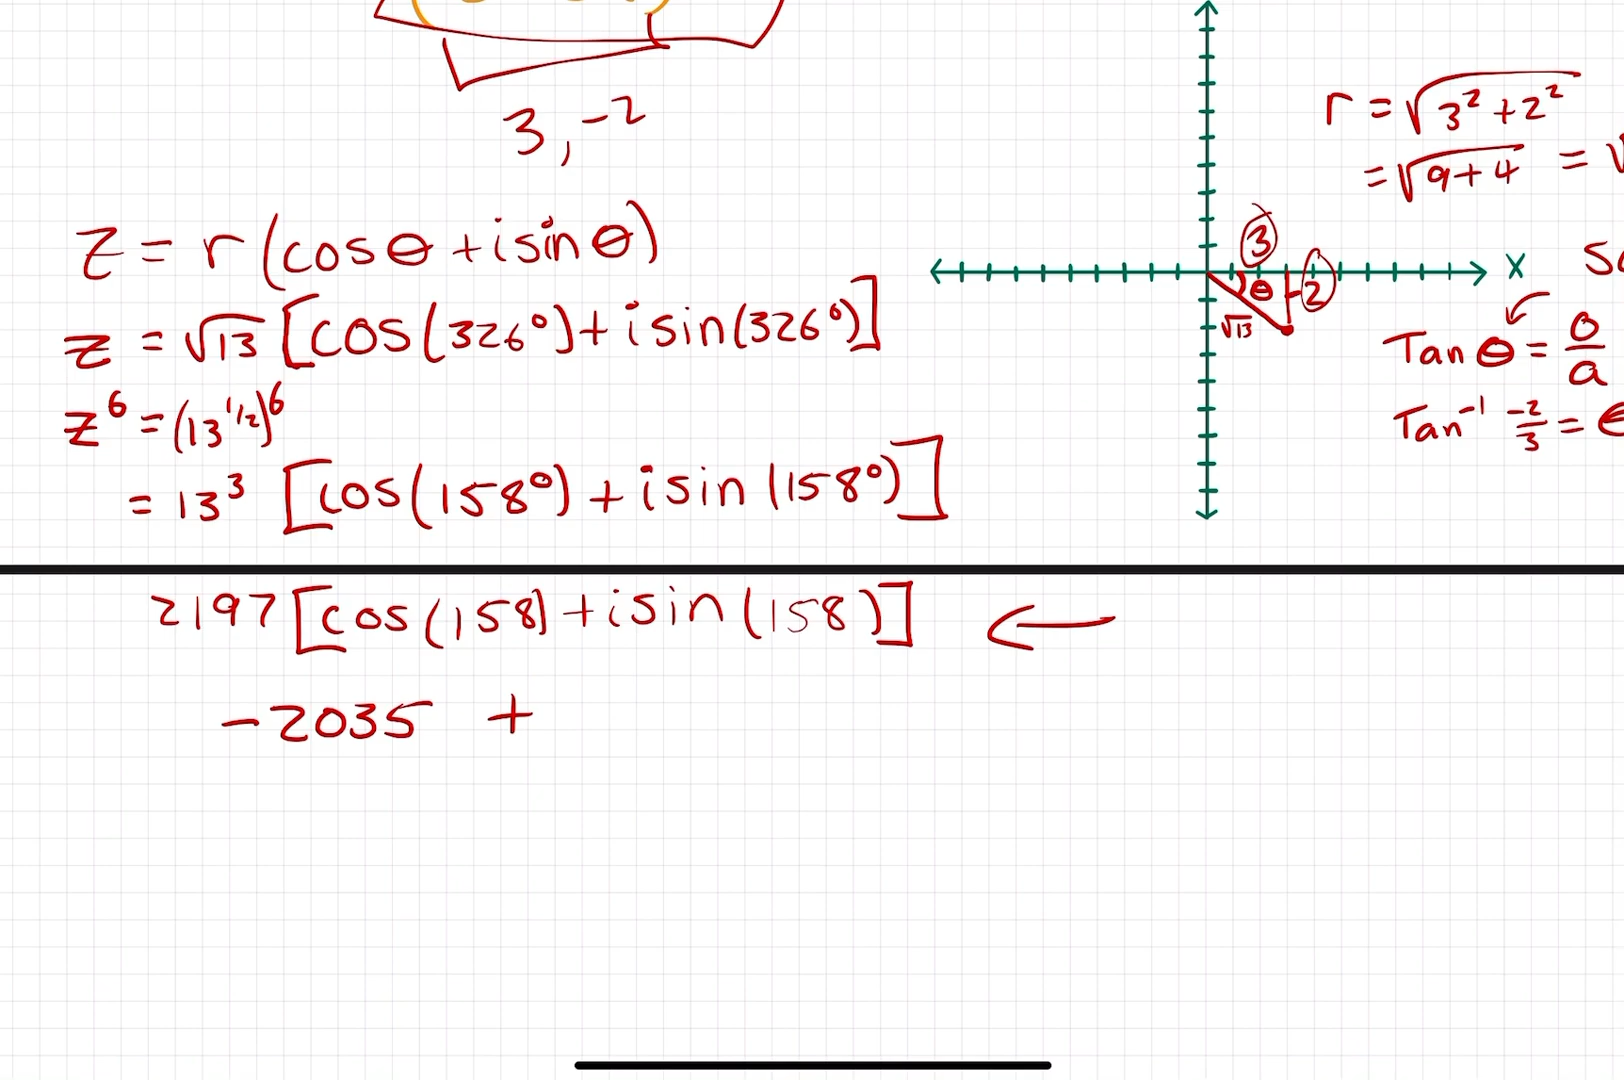 3, -2
z = r (cosθ + isinθ)
z = √13 [cos(326°) + isin(326°)]
z⁶ = (13^1/2)⁶
= 13³ [cos(158°) + isin(158°)]
2197 [cos(158) + isin(158)]
-2035 +
r = √3² + 2²
= √9+4 =
3
x
θ -2
√13
Tan θ = o/a
Tan⁻¹ -2/3 =